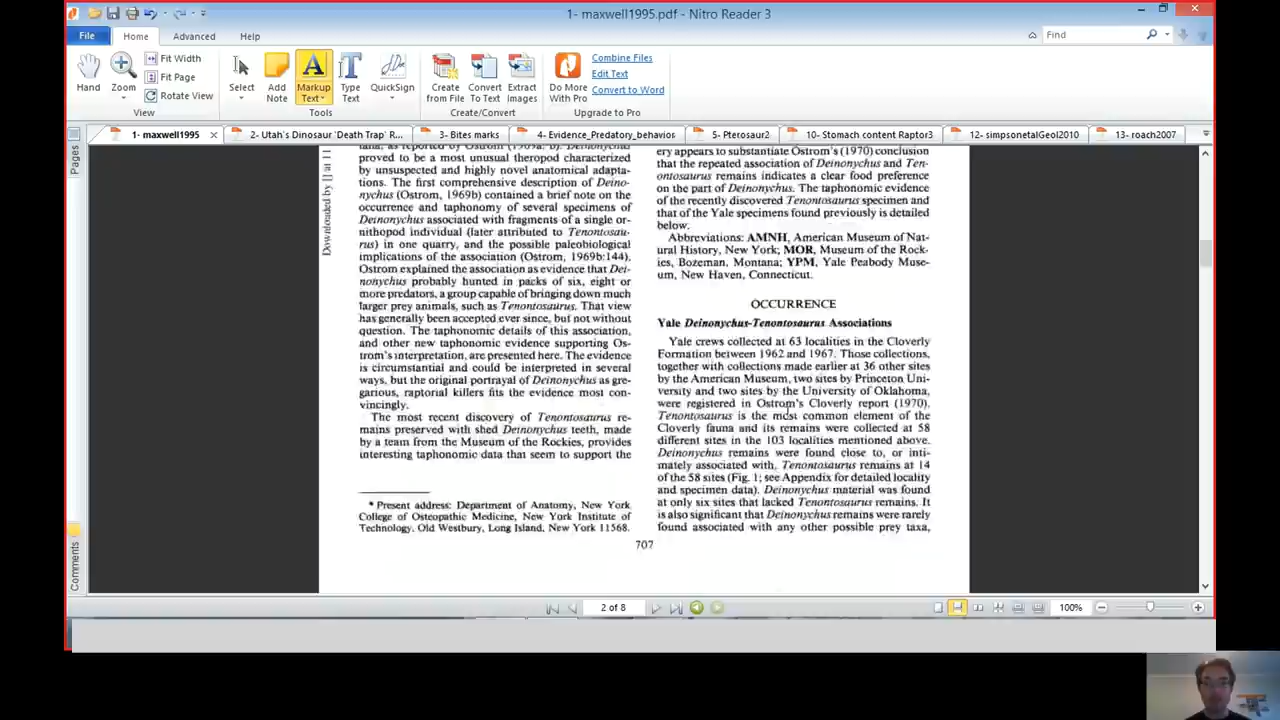 1- maxwell1995.pdf - Nitro Reader 3
File
Home
Advanced
Help
Find
Hand
Zoom
Fit Width
Fit Page
Rotate View
View
Select
Add Note
Markup Text
Type Text
QuickSign
Tools
Create from File
Convert To Text
Extract Images
Create/Convert
Do More With Pro
Combine Files
Edit Text
Convert to Word
Upgrade to Pro
1- maxwell1995
2- Utah's Dinosaur 'Death Trap' R...
3- Bites marks
4- Evidence_Predatory_behavios
5- Pterosaur2
10- Stomach content Raptor3
12- simpsonetalGeol2010
13- roach2007
Pages
Comments
Downloaded by [] at 11
tana, as reported by Ostrom (1969a, b). Deinonychus
proved to be a most unusual theropod characterized
by unsuspected and highly novel anatomical adapta-
tions. The first comprehensive description of Deino-
nychus (Ostrom, 1969b) contained a brief note on the
occurrence and taphonomy of several specimens of
Deinonychus associated with fragments of a single or-
nithopod individual (later attributed to Tenontosau-
rus) in one quarry, and the possible paleobiological
implications of the association (Ostrom, 1969b:144).
Ostrom explained the association as evidence that Dei-
nonychus probably hunted in packs of six, eight or
more predators, a group capable of bringing down much
larger prey animals, such as Tenontosaurus. That view
has generally been accepted ever since, but not without
question. The taphonomic details of this association,
and other new taphonomic evidence supporting Os-
trom's interpretation, are presented here. The evidence
is circumstantial and could be interpreted in several
ways, but the original portrayal of Deinonychus as gre-
garious, raptorial killers fits the evidence most con-
vincingly.
The most recent discovery of Tenontosaurus re-
mains preserved with shed Deinonychus teeth, made
by a team from the Museum of the Rockies, provides
interesting taphonomic data that seem to support the
* Present address: Department of Anatomy, New York
College of Osteopathic Medicine, New York Institute of
Technology, Old Westbury, Long Island, New York 11568.
ery appears to substantiate Ostrom's (1970) conclusion
that the repeated association of Deinonychus and Ten-
ontosaurus remains indicates a clear food preference
on the part of Deinonychus. The taphonomic evidence
of the recently discovered Tenontosaurus specimen and
that of the Yale specimens found previously is detailed
below.
Abbreviations: AMNH, American Museum of Nat-
ural History, New York; MOR, Museum of the Rock-
ies, Bozeman, Montana; YPM, Yale Peabody Muse-
um, New Haven, Connecticut.
OCCURRENCE
Yale Deinonychus-Tenontosaurus Associations
Yale crews collected at 63 localities in the Cloverly
Formation between 1962 and 1967. Those collections,
together with collections made earlier at 36 other sites
by the American Museum, two sites by Princeton Uni-
versity and two sites by the University of Oklahoma,
were registered in Ostrom's Cloverly report (1970).
Tenontosaurus is the most common element of the
Cloverly fauna and its remains were collected at 58
different sites in the 103 localities mentioned above.
Deinonychus remains were found close to, or inti-
mately associated with, Tenontosaurus remains at 14
of the 58 sites (Fig. 1; see Appendix for detailed locality
and specimen data). Deinonychus material was found
at only six sites that lacked Tenontosaurus remains. It
is also significant that Deinonychus remains were rarely
found associated with any other possible prey taxa,
707
2 of 8
100%